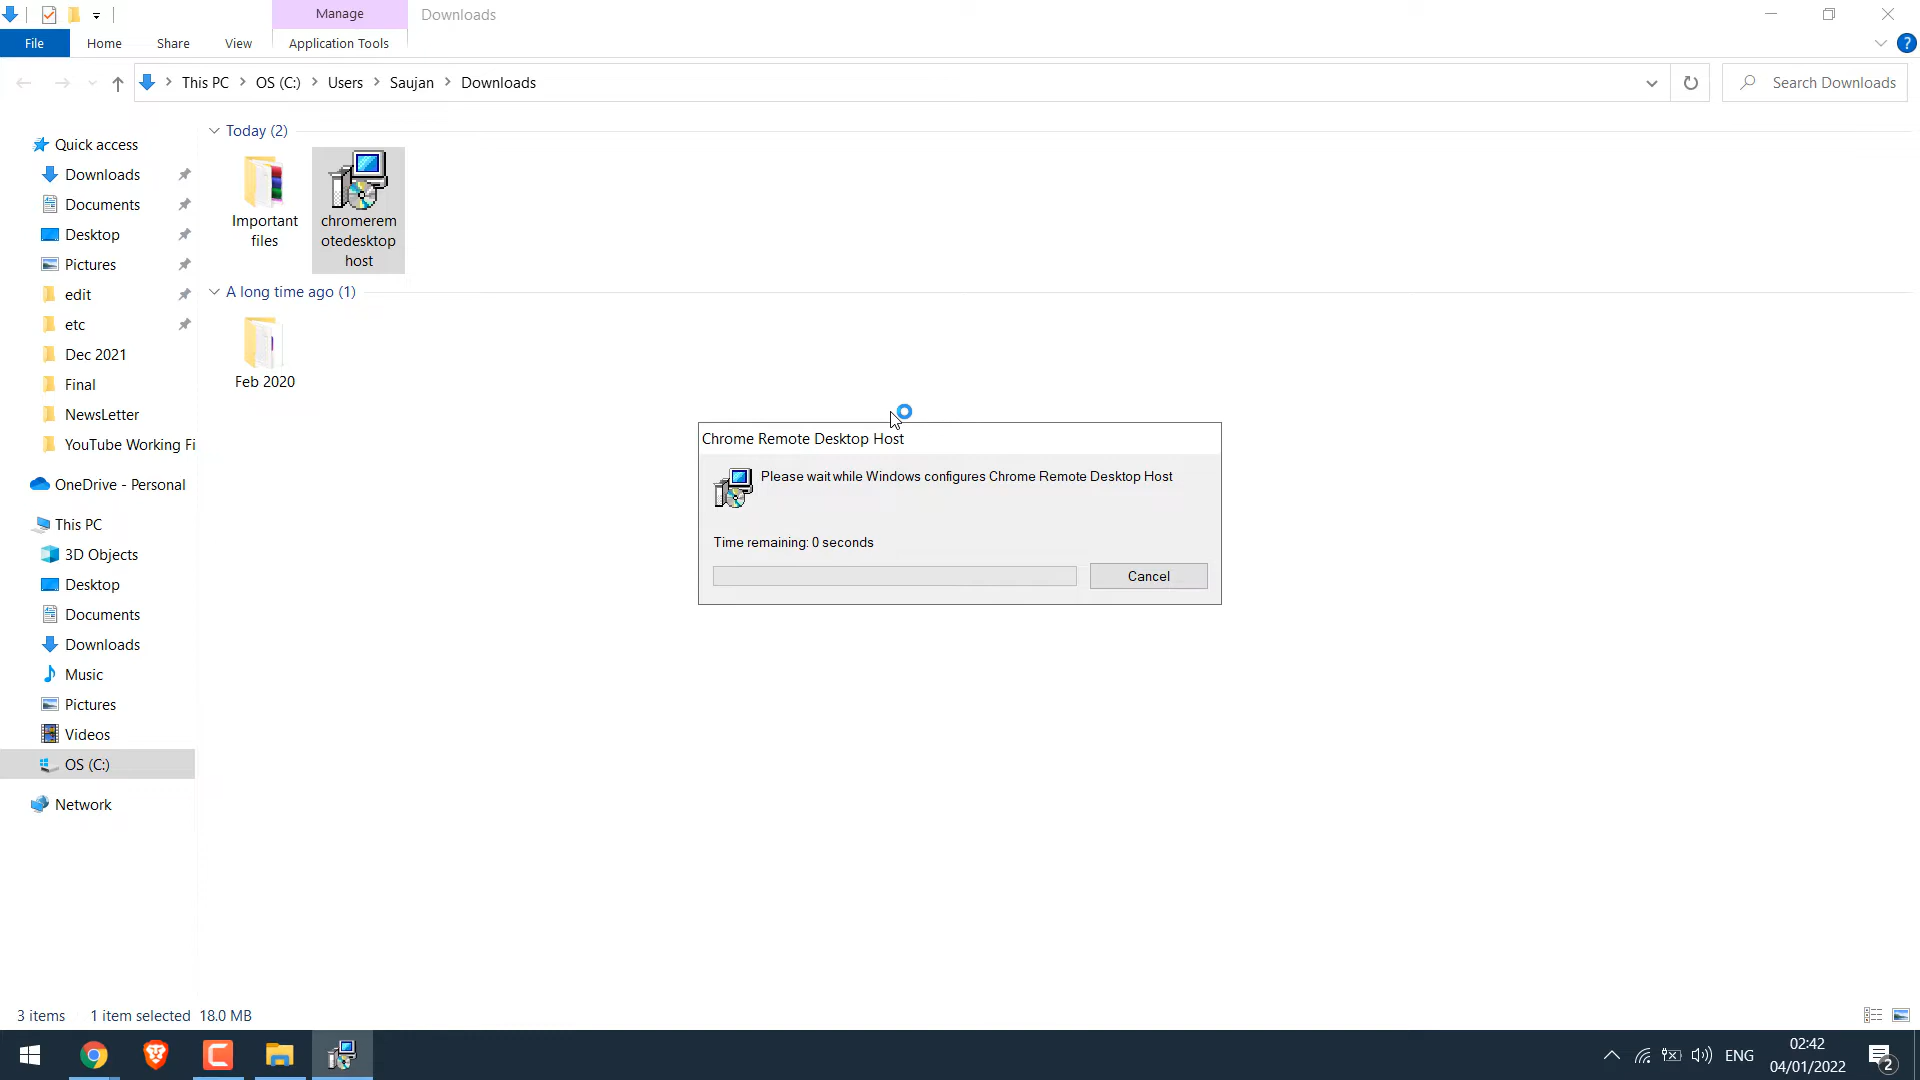 Manage
Downloads
File
Home
Share
View
Application Tools
This PC
OS (C:)
Users
Saujan
Downloads
Search Downloads
Quick access
Downloads
Documents
Desktop
Pictures
edit
etc
Dec 2021
Final
NewsLetter
YouTube Working Fi
OneDrive - Personal
This PC
3D Objects
Desktop
Documents
Downloads
Music
Pictures
Videos
OS (C:)
Network
Today (2)
Important
files
chromerem
otedesktop
host
A long time ago (1)
Feb 2020
Chrome Remote Desktop Host
Please wait while Windows configures Chrome Remote Desktop Host
Time remaining: 0 seconds
Cancel
3 items
1 item selected 18.0 MB
ENG
02:42
04/01/2022
2